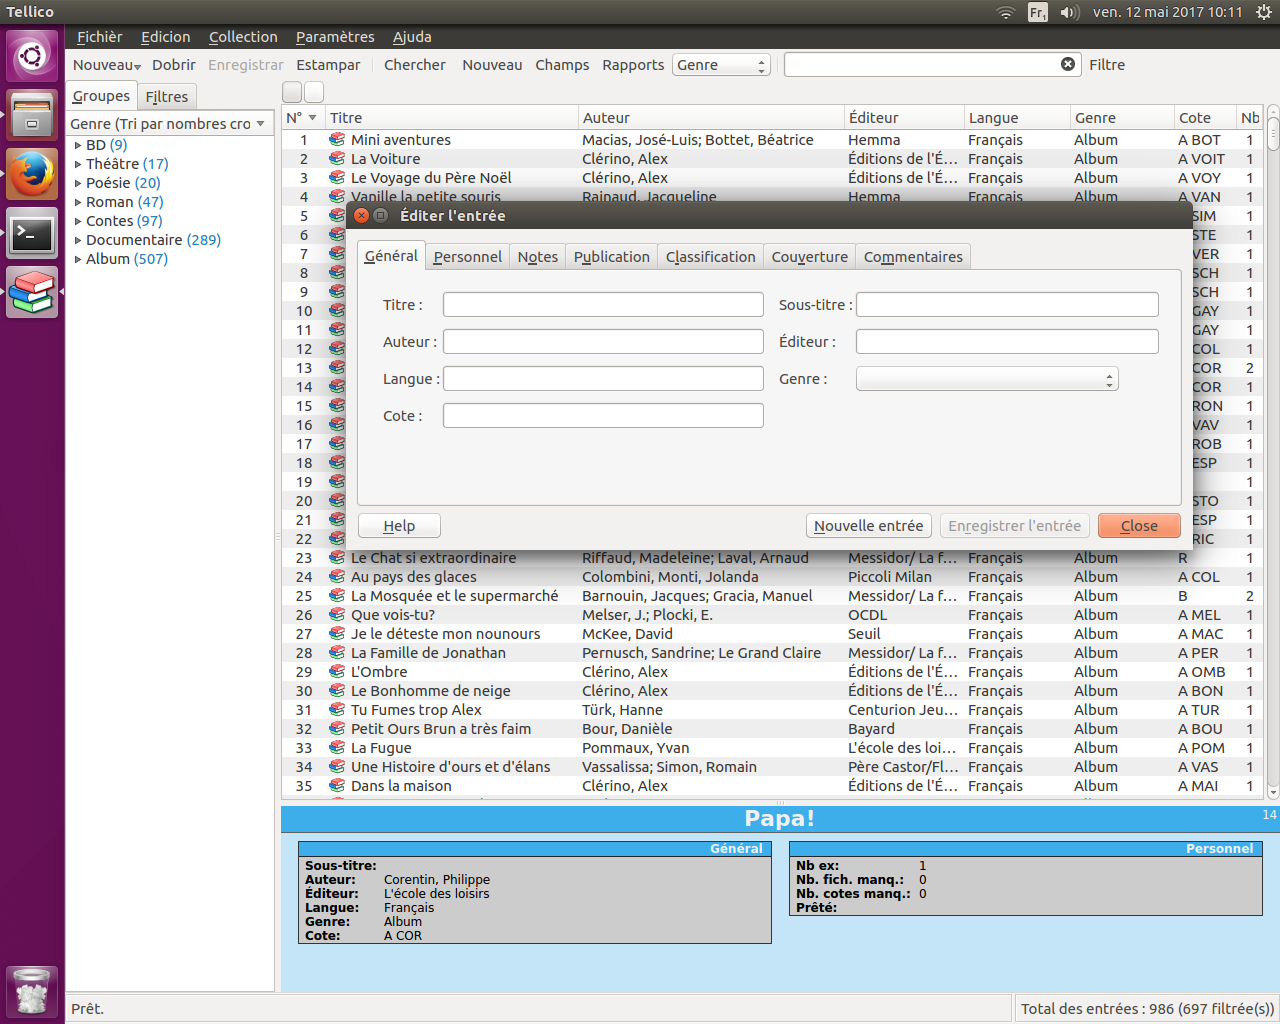 Tellico
Fr1
ven. 12 mai 2017 10:11
Fichièr Edicion Collection Paramètres Ajuda
Nouveau Dobrir Enregistrar Estampar Chercher Nouveau Champs Rapports Genre Filtre
Groupes Filtres
Genre (Tri par nombres cro
BD (9)
Théâtre (17)
Poésie (20)
Roman (47)
Contes (97)
Documentaire (289)
Album (507)
N° Titre Auteur Éditeur Langue Genre Cote Nb
1 Mini aventures Macias, José-Luis; Bottet, Béatrice Hemma Français Album A BOT 1
2 La Voiture Clérino, Alex Éditions de l'É... Français Album A VOIT 1
3 Le Voyage du Père Noël Clérino, Alex Éditions de l'É... Français Album A VOY 1
4 Vanille la petite souris Rainaud, Jacqueline Hemma Français Album A VAN 1
5 SIM 1
6 STE 1
7 VER 1
8 SCH 1
9 SCH 1
10 GAY 1
11 GAY 1
12 COL 1
13 COR 2
14 COR 1
15 RON 1
16 VAV 1
17 ROB 1
18 ESP 1
19 1
20 STO 1
21 ESP 1
22 RIC 1
Éditer l'entrée
Général Personnel Notes Publication Classification Couverture Commentaires
Titre : Sous-titre :
Auteur : Éditeur :
Langue : Genre :
Cote :
Help Nouvelle entrée Enregistrer l'entrée Close
23 Le Chat si extraordinaire Riffaud, Madeleine; Laval, Arnaud Messidor/ La f... Français Album R 1
24 Au pays des glaces Colombini, Monti, Jolanda Piccoli Milan Français Album A COL 1
25 La Mosquée et le supermarché Barnouin, Jacques; Gracia, Manuel Messidor/ La f... Français Album B 2
26 Que vois-tu? Melser, J.; Plocki, E. OCDL Français Album A MEL 1
27 Je le déteste mon nounours McKee, David Seuil Français Album A MAC 1
28 La Famille de Jonathan Pernusch, Sandrine; Le Grand Claire Messidor/ La f... Français Album A PER 1
29 L'Ombre Clérino, Alex Éditions de l'É... Français Album A OMB 1
30 Le Bonhomme de neige Clérino, Alex Éditions de l'É... Français Album A BON 1
31 Tu Fumes trop Alex Türk, Hanne Centurion Jeu... Français Album A TUR 1
32 Petit Ours Brun a très faim Bour, Danièle Bayard Français Album A BOU 1
33 La Fugue Pommaux, Yvan L'école des loi... Français Album A POM 1
34 Une Histoire d'ours et d'élans Vassalissa; Simon, Romain Père Castor/Fl... Français Album A VAS 1
35 Dans la maison Clérino, Alex Éditions de l'É... Français Album A MAI 1
Papa! 14
Général
Sous-titre:
Auteur: Corentin, Philippe
Éditeur: L'école des loisirs
Langue: Français
Genre: Album
Cote: A COR
Personnel
Nb ex: 1
Nb. fich. manq.: 0
Nb. cotes manq.: 0
Prêté:
Prêt. Total des entrées : 986 (697 filtrée(s))